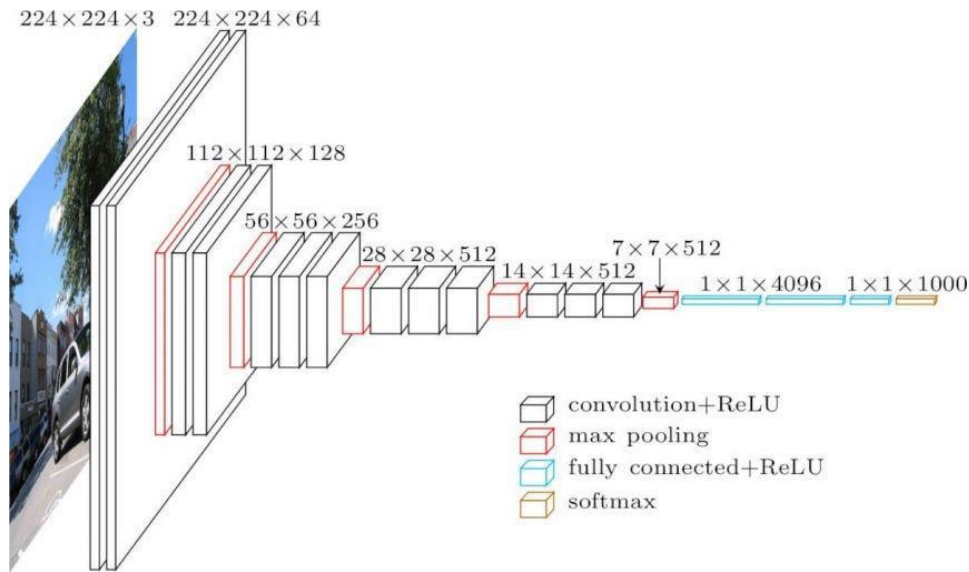 224×224×3
224×224×64
112×112×128
56×56×256
28×28×512
14×14×512
7×7×512
1×1×4096
1×1×1000
convolution+ReLU
max pooling
fully connected+ReLU
softmax